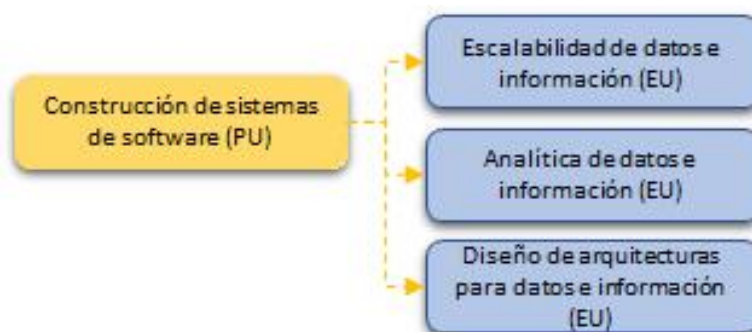 Construcción de sistemas
de software (PU)
Escalabilidad de datos e
información (EU)
Analítica de datos e
información (EU)
Diseño de arquitecturas
para datos e información
(EU)